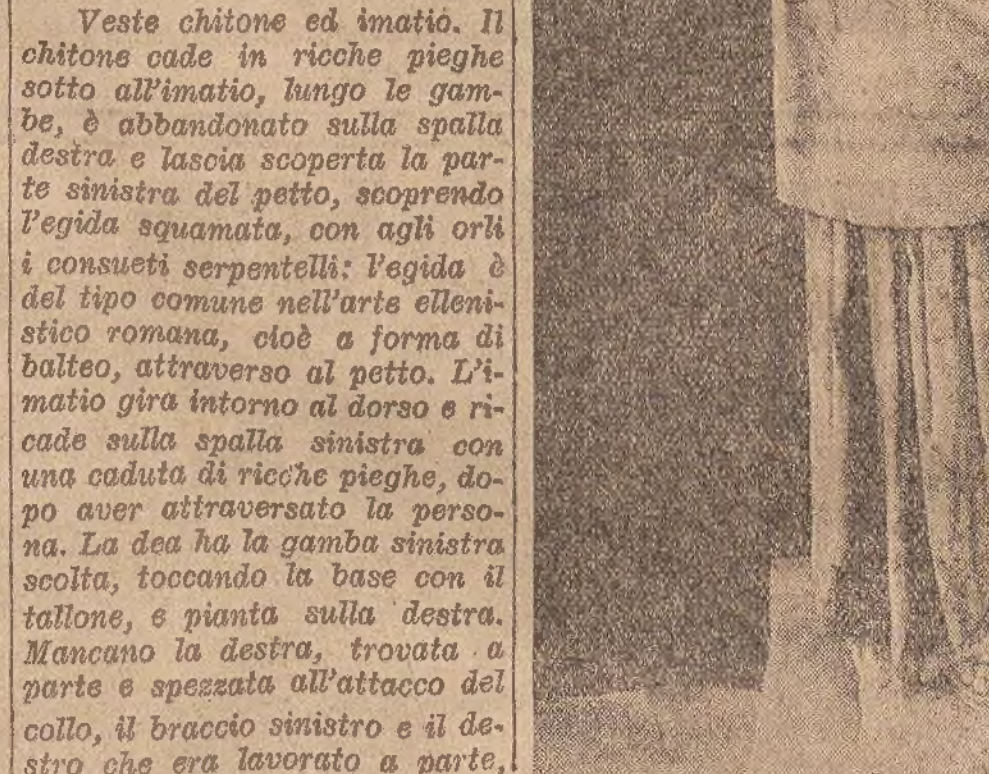 Veste chitone ed imatio. Il
chitone cade in ricche pieghe
sotto all'imatio, lungo le gam-
be, è abbandonato sulla spalla
destra e lascia scoperta la par-
te sinistra del petto, scoprendo
l'egida squamata, con agli orli
i consueti serpentelli: l'egida è
del tipo comune nell'arte elleni-
stico romana, cioè a forma di
balteo, attraverso al petto. L'i-
matio gira intorno al dorso e ri-
cade sulla spalla sinistra con
una caduta di ricche pieghe, do-
po aver attraversato la perso-
na. La dea ha la gamba sinistra
scolta, toccando la base con il
tallone, e pianta sulla destra.
Mancano la destra, trovata a
parte e spezzata all'attacco del
collo, il braccio sinistro e il de-
stro che era lavorato a parte,